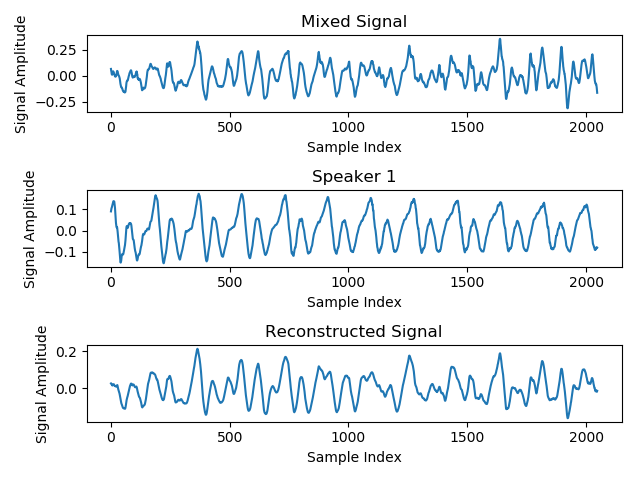 Mixed Signal
Signal Amplitude
0.25
0.00
−0.25
0 500 1000 1500 2000
Sample Index
Speaker 1
Signal Amplitude
0.1
0.0
−0.1
0 500 1000 1500 2000
Sample Index
Reconstructed Signal
Signal Amplitude
0.2
0.0
0 500 1000 1500 2000
Sample Index